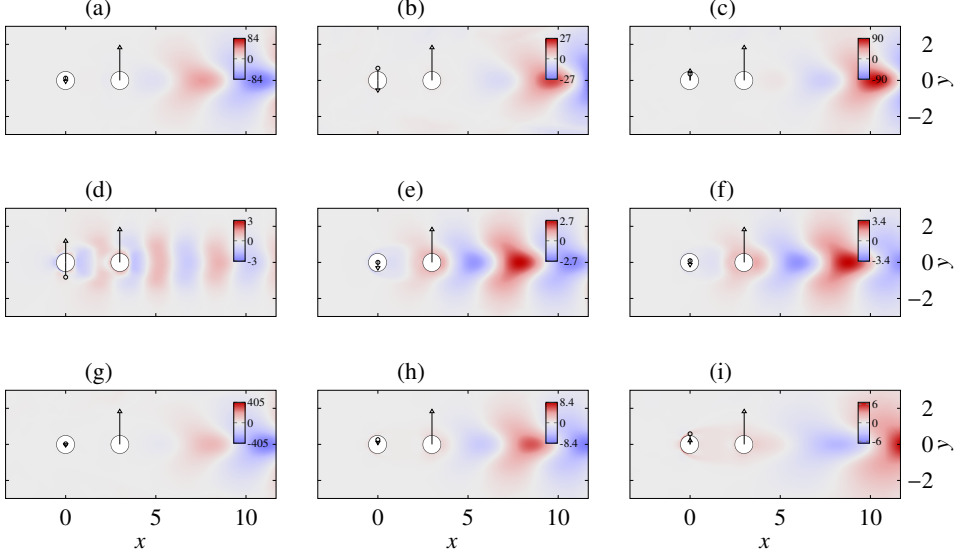 (a) (b) (c)
84 27 90 2
0 0 0 0 y
-84 -27 -90 −2
(d) (e) (f)
3 2.7 3.4 2
0 0 0 0 y
-3 -2.7 -3.4 −2
(g) (h) (i)
405 8.4 6 2
0 0 0 0 y
-405 -8.4 -6 −2
0 5 10 0 5 10 0 5 10
x x x